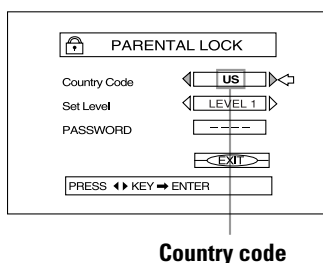 PARENTAL LOCK
Country Code US
Set Level LEVEL 1
PASSWORD – – – –
EXIT
PRESS ◀ ▶ KEY ➡ ENTER
Country code